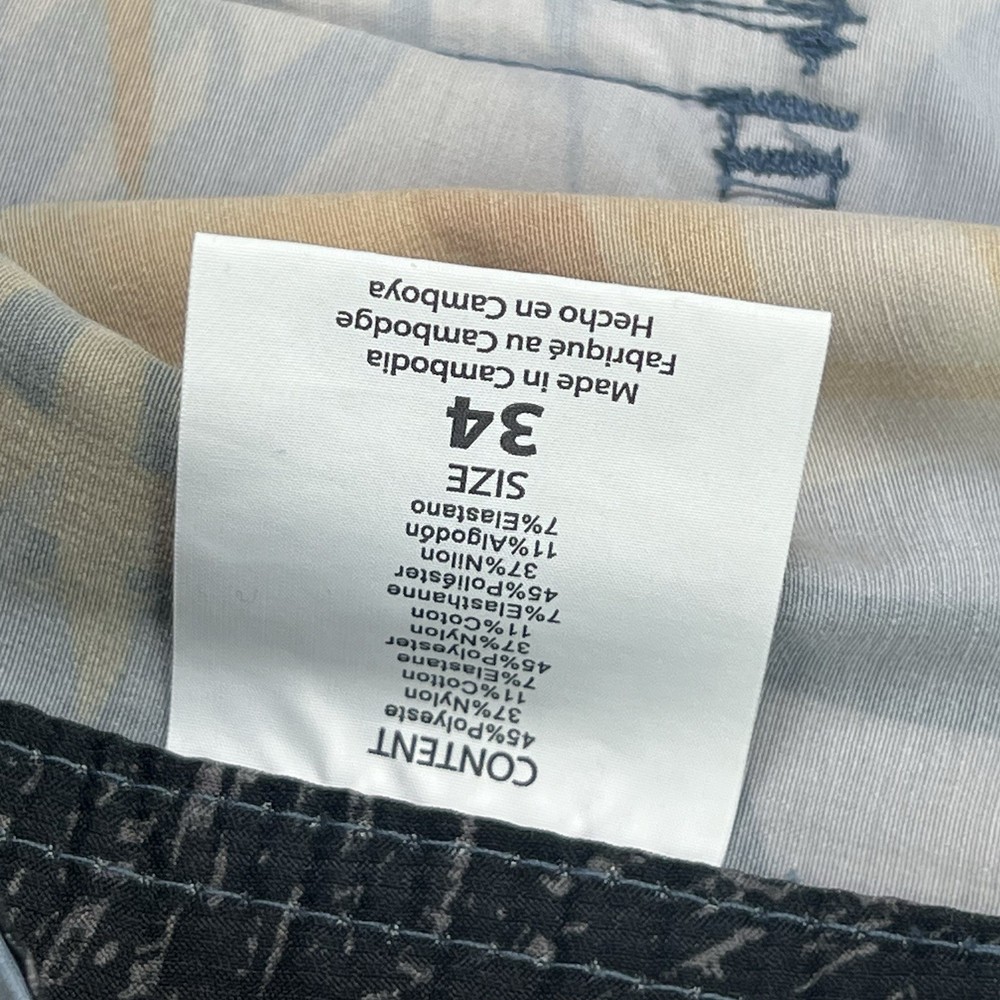 CONTENT
45%Polyeste
37%Nylon
11%Cotton
7%Elastane
45%Polyester
37%Nylon
11%Coton
7%Elasthanne
45%Poliéster
37%Nilon
11%Algodón
7%Elastano
SIZE
34
Made in Cambodia
Fabriqué au Cambodge
Hecho en Camboya